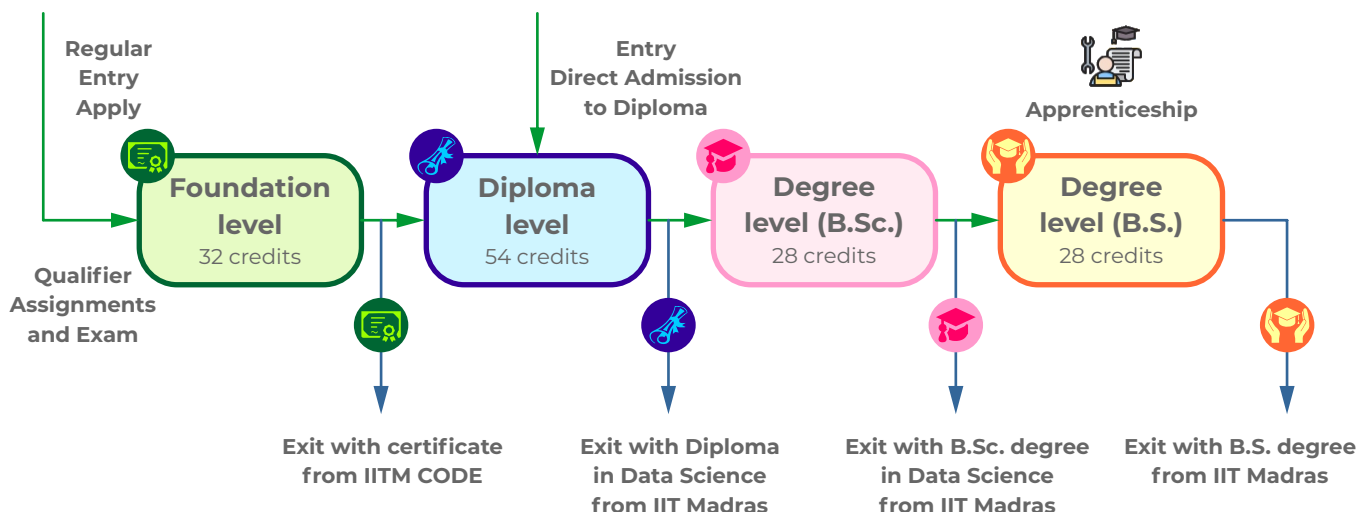 Regular
Entry
Apply
Entry
Direct Admission
to Diploma
Apprenticeship
Foundation
level
32 credits
Diploma
level
54 credits
Degree
level (B.Sc.)
28 credits
Degree
level (B.S.)
28 credits
Qualifier
Assignments
and Exam
Exit with certificate
from IITM CODE
Exit with Diploma
in Data Science
from IIT Madras
Exit with B.Sc. degree
in Data Science
from IIT Madras
Exit with B.S. degree
from IIT Madras